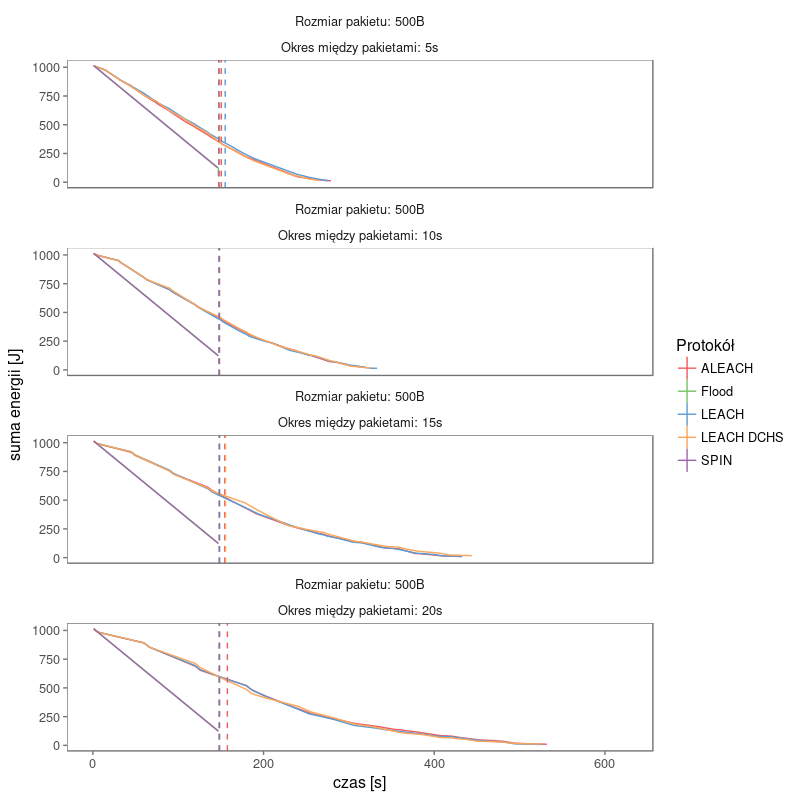 Rozmiar pakietu: 500B
Okres między pakietami: 5s
1000
750
500
250
0
Rozmiar pakietu: 500B
Okres między pakietami: 10s
1000
750
500
250
0
Rozmiar pakietu: 500B
Okres między pakietami: 15s
1000
750
500
250
0
Rozmiar pakietu: 500B
Okres między pakietami: 20s
1000
750
500
250
0
0 200 400 600
czas [s]
suma energii [J]
Protokół
ALEACH
Flood
LEACH
LEACH DCHS
SPIN